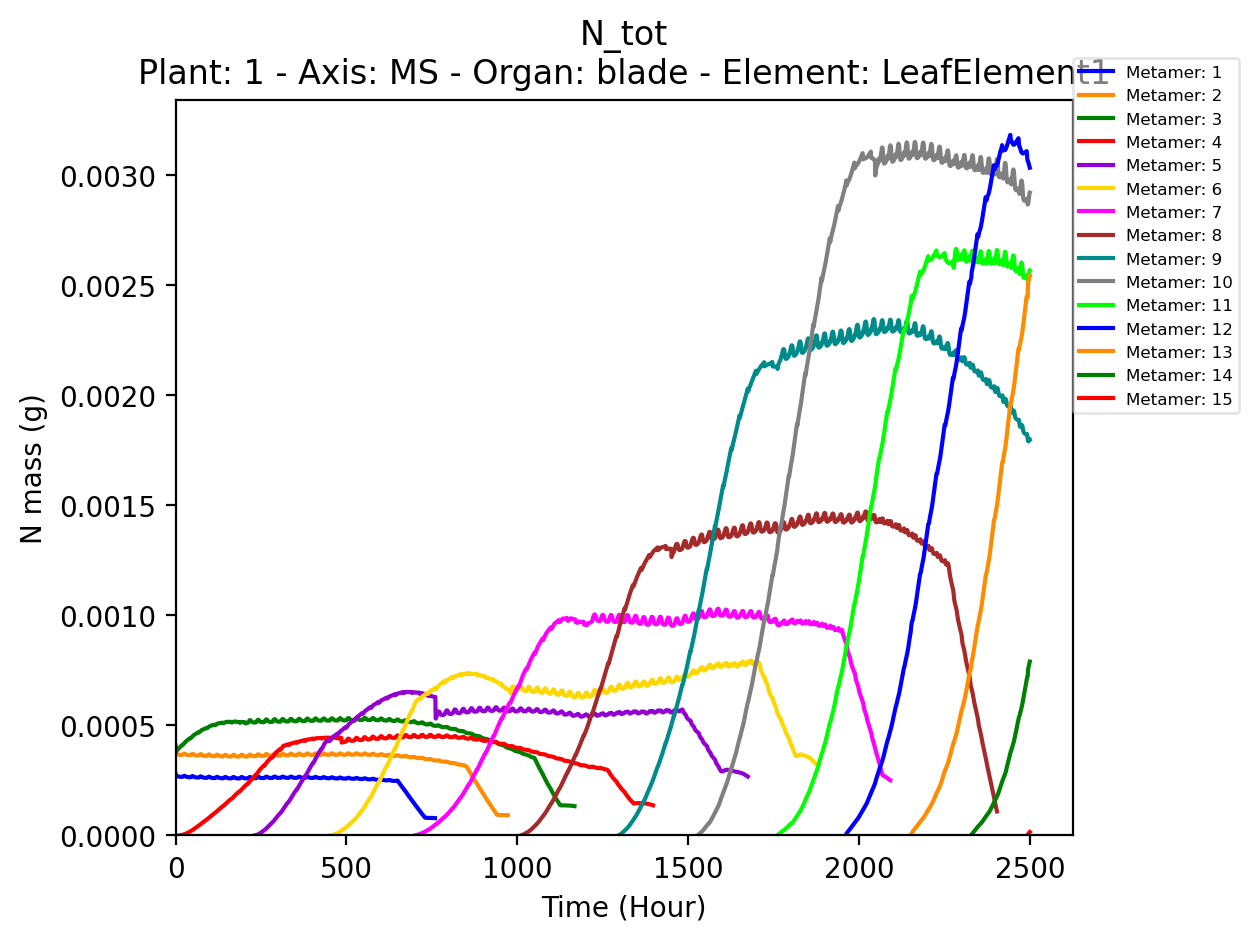 N_tot
Plant: 1 - Axis: MS - Organ: blade - Element: LeafElement1
Metamer: 1
Metamer: 2
Metamer: 3
Metamer: 4
Metamer: 5
Metamer: 6
Metamer: 7
Metamer: 8
Metamer: 9
Metamer: 10
Metamer: 11
Metamer: 12
Metamer: 13
Metamer: 14
Metamer: 15
N mass (g)
0.0030
0.0025
0.0020
0.0015
0.0010
0.0005
0.0000
0 500 1000 1500 2000 2500
Time (Hour)